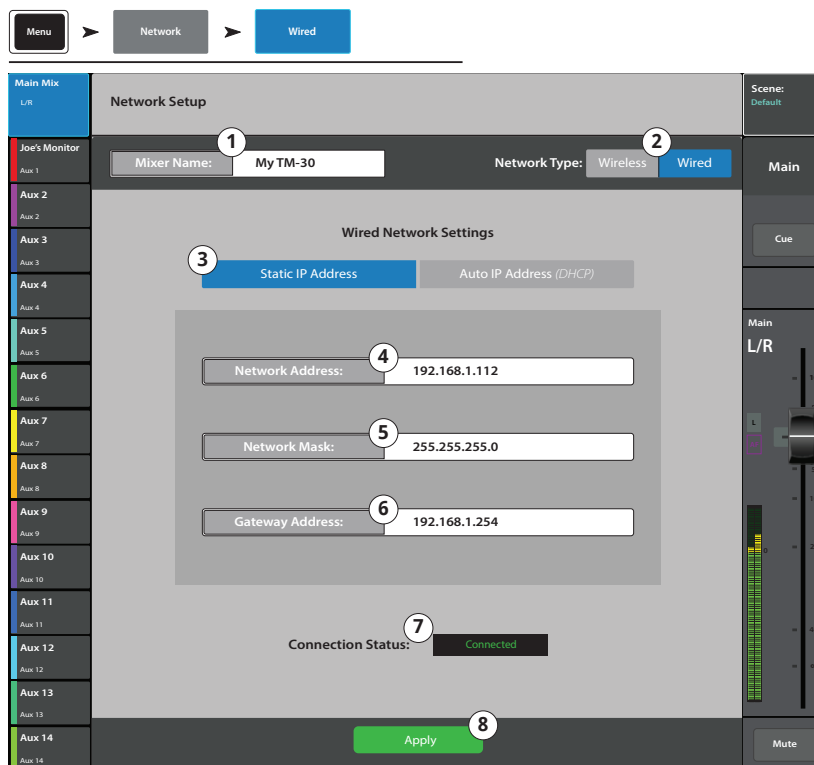 Menu
Network
Wired
Main Mix
L/R
Network Setup
Scene:
Default
Joe's Monitor
Aux 1
1
Mixer Name:
My TM-30
Network Type:
2
Wireless
Wired
Main
Aux 2
Aux 2
Aux 3
Aux 3
Wired Network Settings
Cue
3
Static IP Address
Auto IP Address (DHCP)
Aux 4
Aux 4
Aux 5
Aux 5
Main
L/R
4
Network Address:
192.168.1.112
Aux 6
Aux 6
Aux 7
Aux 7
L
5
Network Mask:
255.255.255.0
Aux 8
Aux 8
Aux 9
Aux 9
6
Gateway Address:
192.168.1.254
0
Aux 10
Aux 10
Aux 11
Aux 11
7
Connection Status:
Connected
Aux 12
Aux 12
Aux 13
Aux 13
Aux 14
Aux 14
8
Apply
Mute